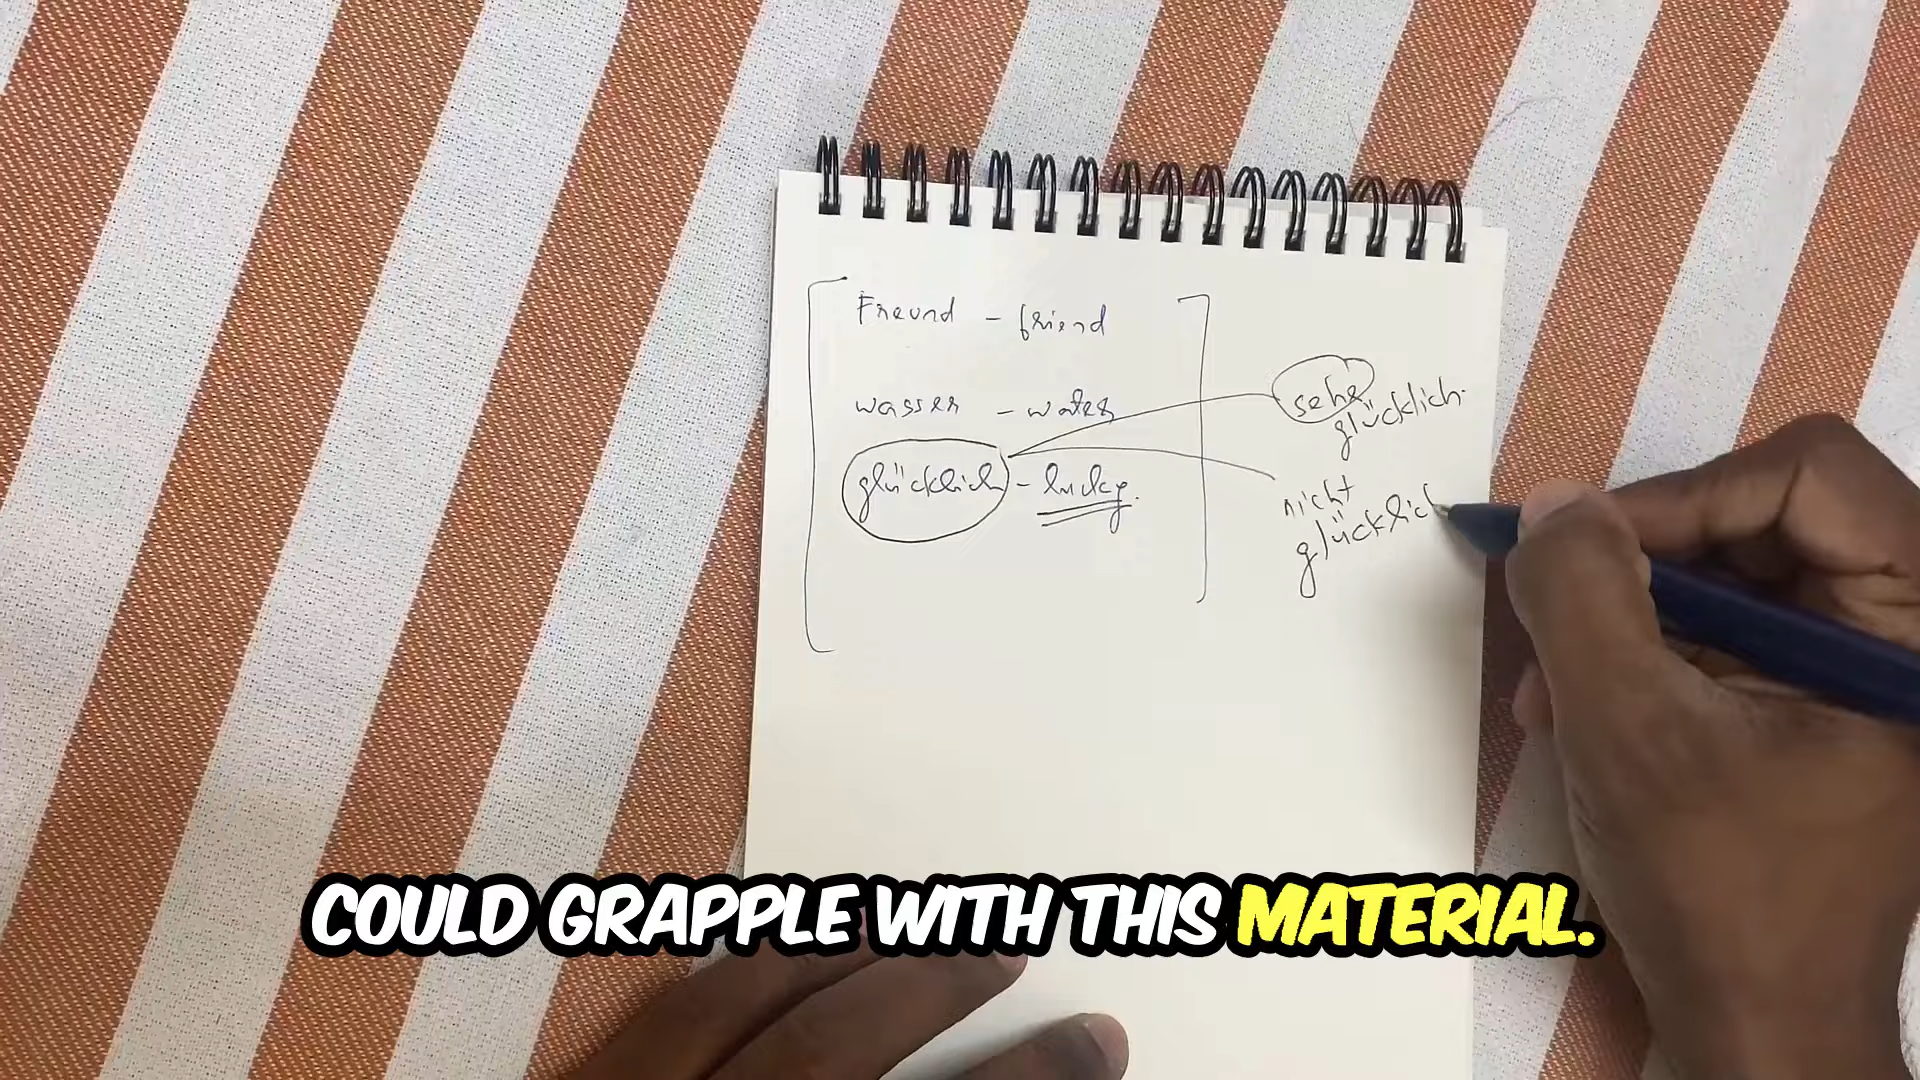 Freund - friend
wasser - water
glücklich - lucky.
sehr
glücklich.
nicht
glücklich
COULD GRAPPLE WITH THIS MATERIAL.